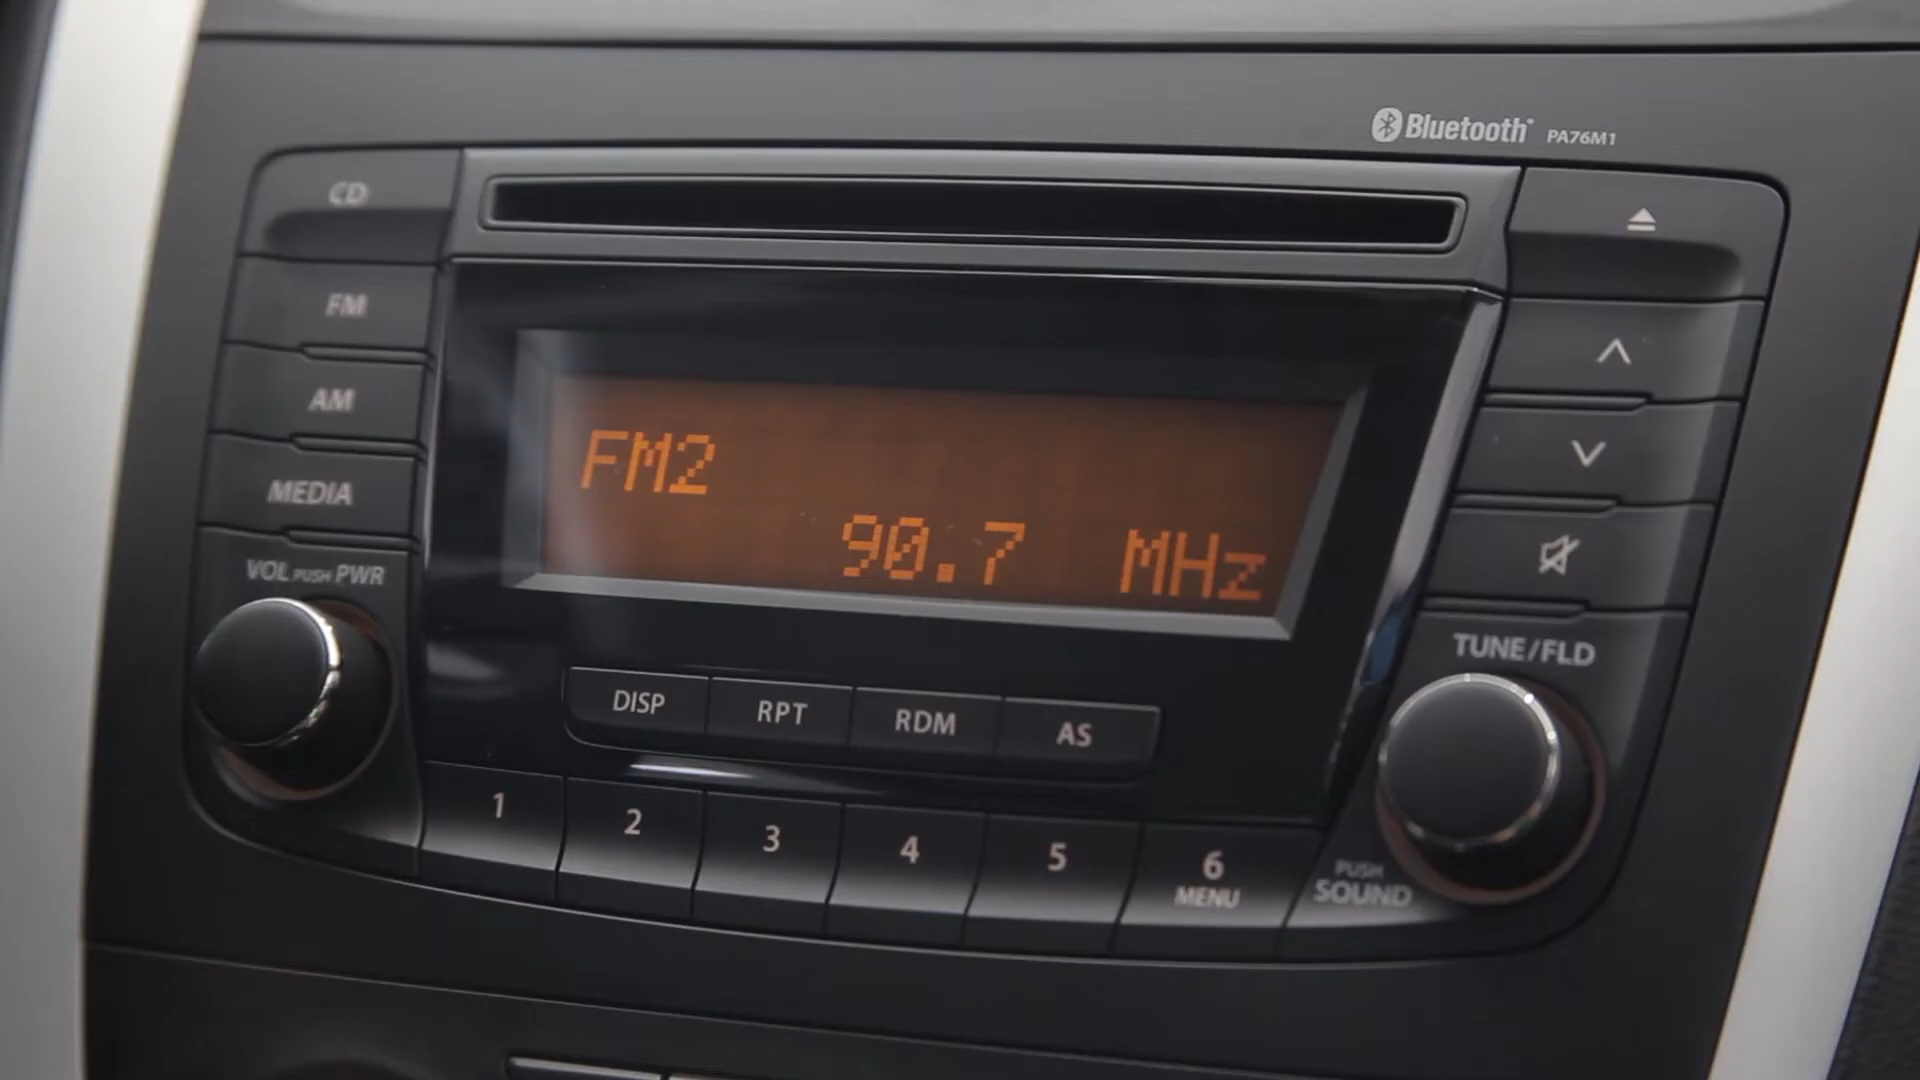 Bluetooth PA76M1
CD
FM
AM
MEDIA
VOL PUSH PWR
FM2
90.7 MHz
TUNE/FLD
DISP RPT RDM AS
1 2 3 4 5 6
MENU
PUSH
SOUND